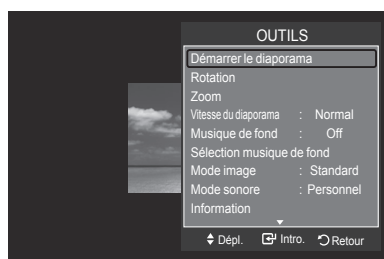 OUTILS
Démarrer le diaporama
Rotation
Zoom
Vitesse du diaporama : Normal
Musique de fond : Off
Sélection musique de fond
Mode image : Standard
Mode sonore : Personnel
Information
Dépl. Intro. Retour